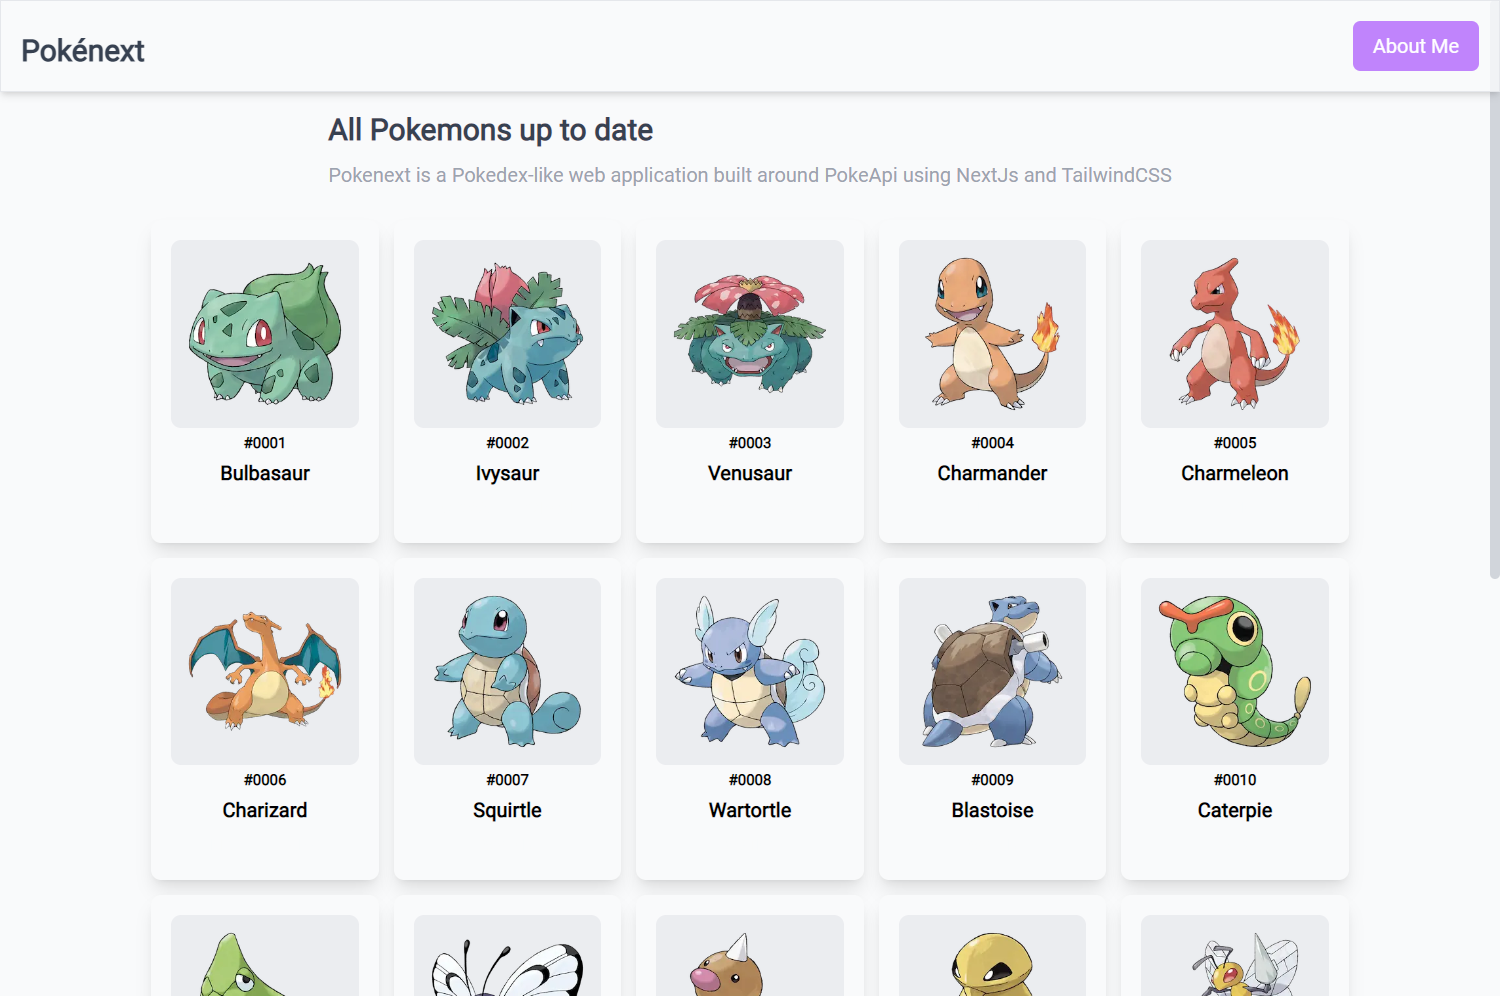 Pokénext
About Me
All Pokemons up to date
Pokenext is a Pokedex-like web application built around PokeApi using NextJs and TailwindCSS
#0001
Bulbasaur
#0002
Ivysaur
#0003
Venusaur
#0004
Charmander
#0005
Charmeleon
#0006
Charizard
#0007
Squirtle
#0008
Wartortle
#0009
Blastoise
#0010
Caterpie